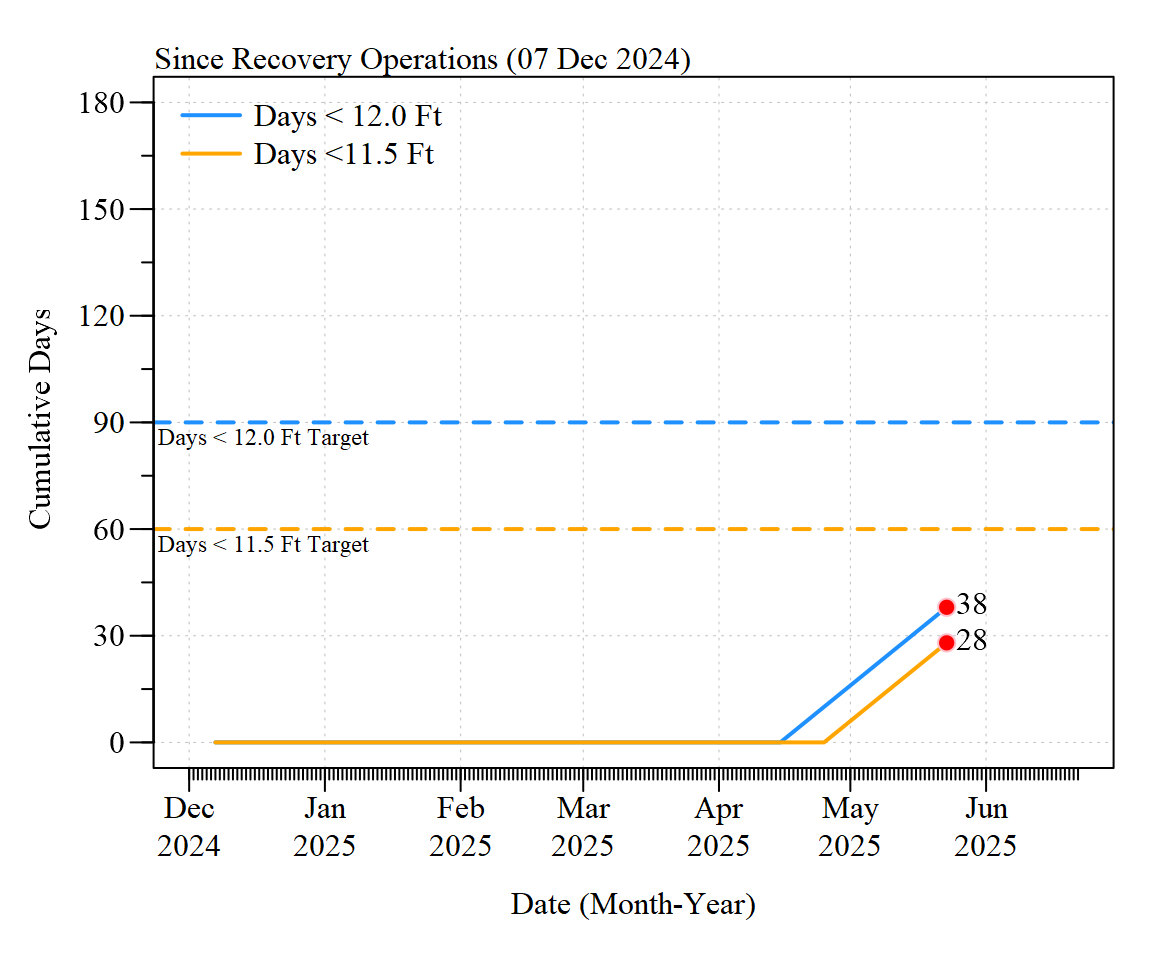 Since Recovery Operations (07 Dec 2024)
Days < 12.0 Ft
Days <11.5 Ft
180
150
120
90
60
30
0
Cumulative Days
Days < 12.0 Ft Target
Days < 11.5 Ft Target
38
28
Dec Jan Feb Mar Apr May Jun
2024 2025 2025 2025 2025 2025 2025
Date (Month-Year)